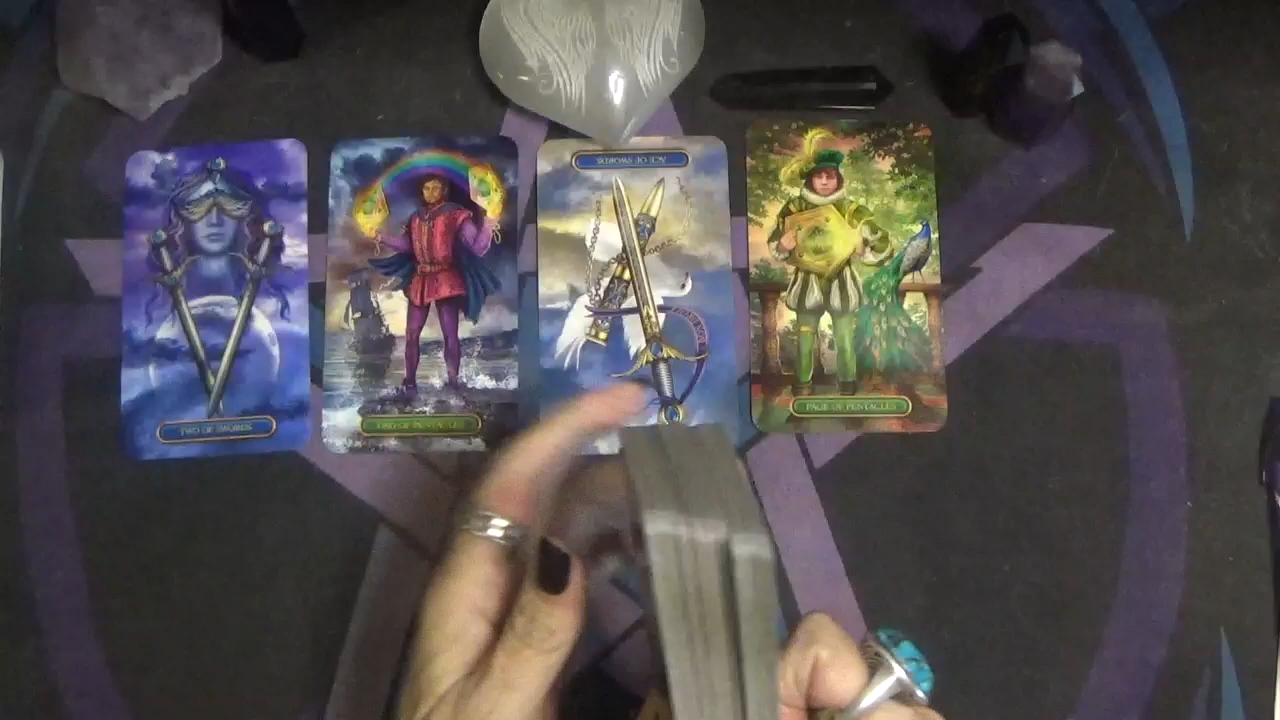 TWO OF SWORDS
TWO OF PENTACLES
ACE OF SWORDS
PAGE OF PENTACLES